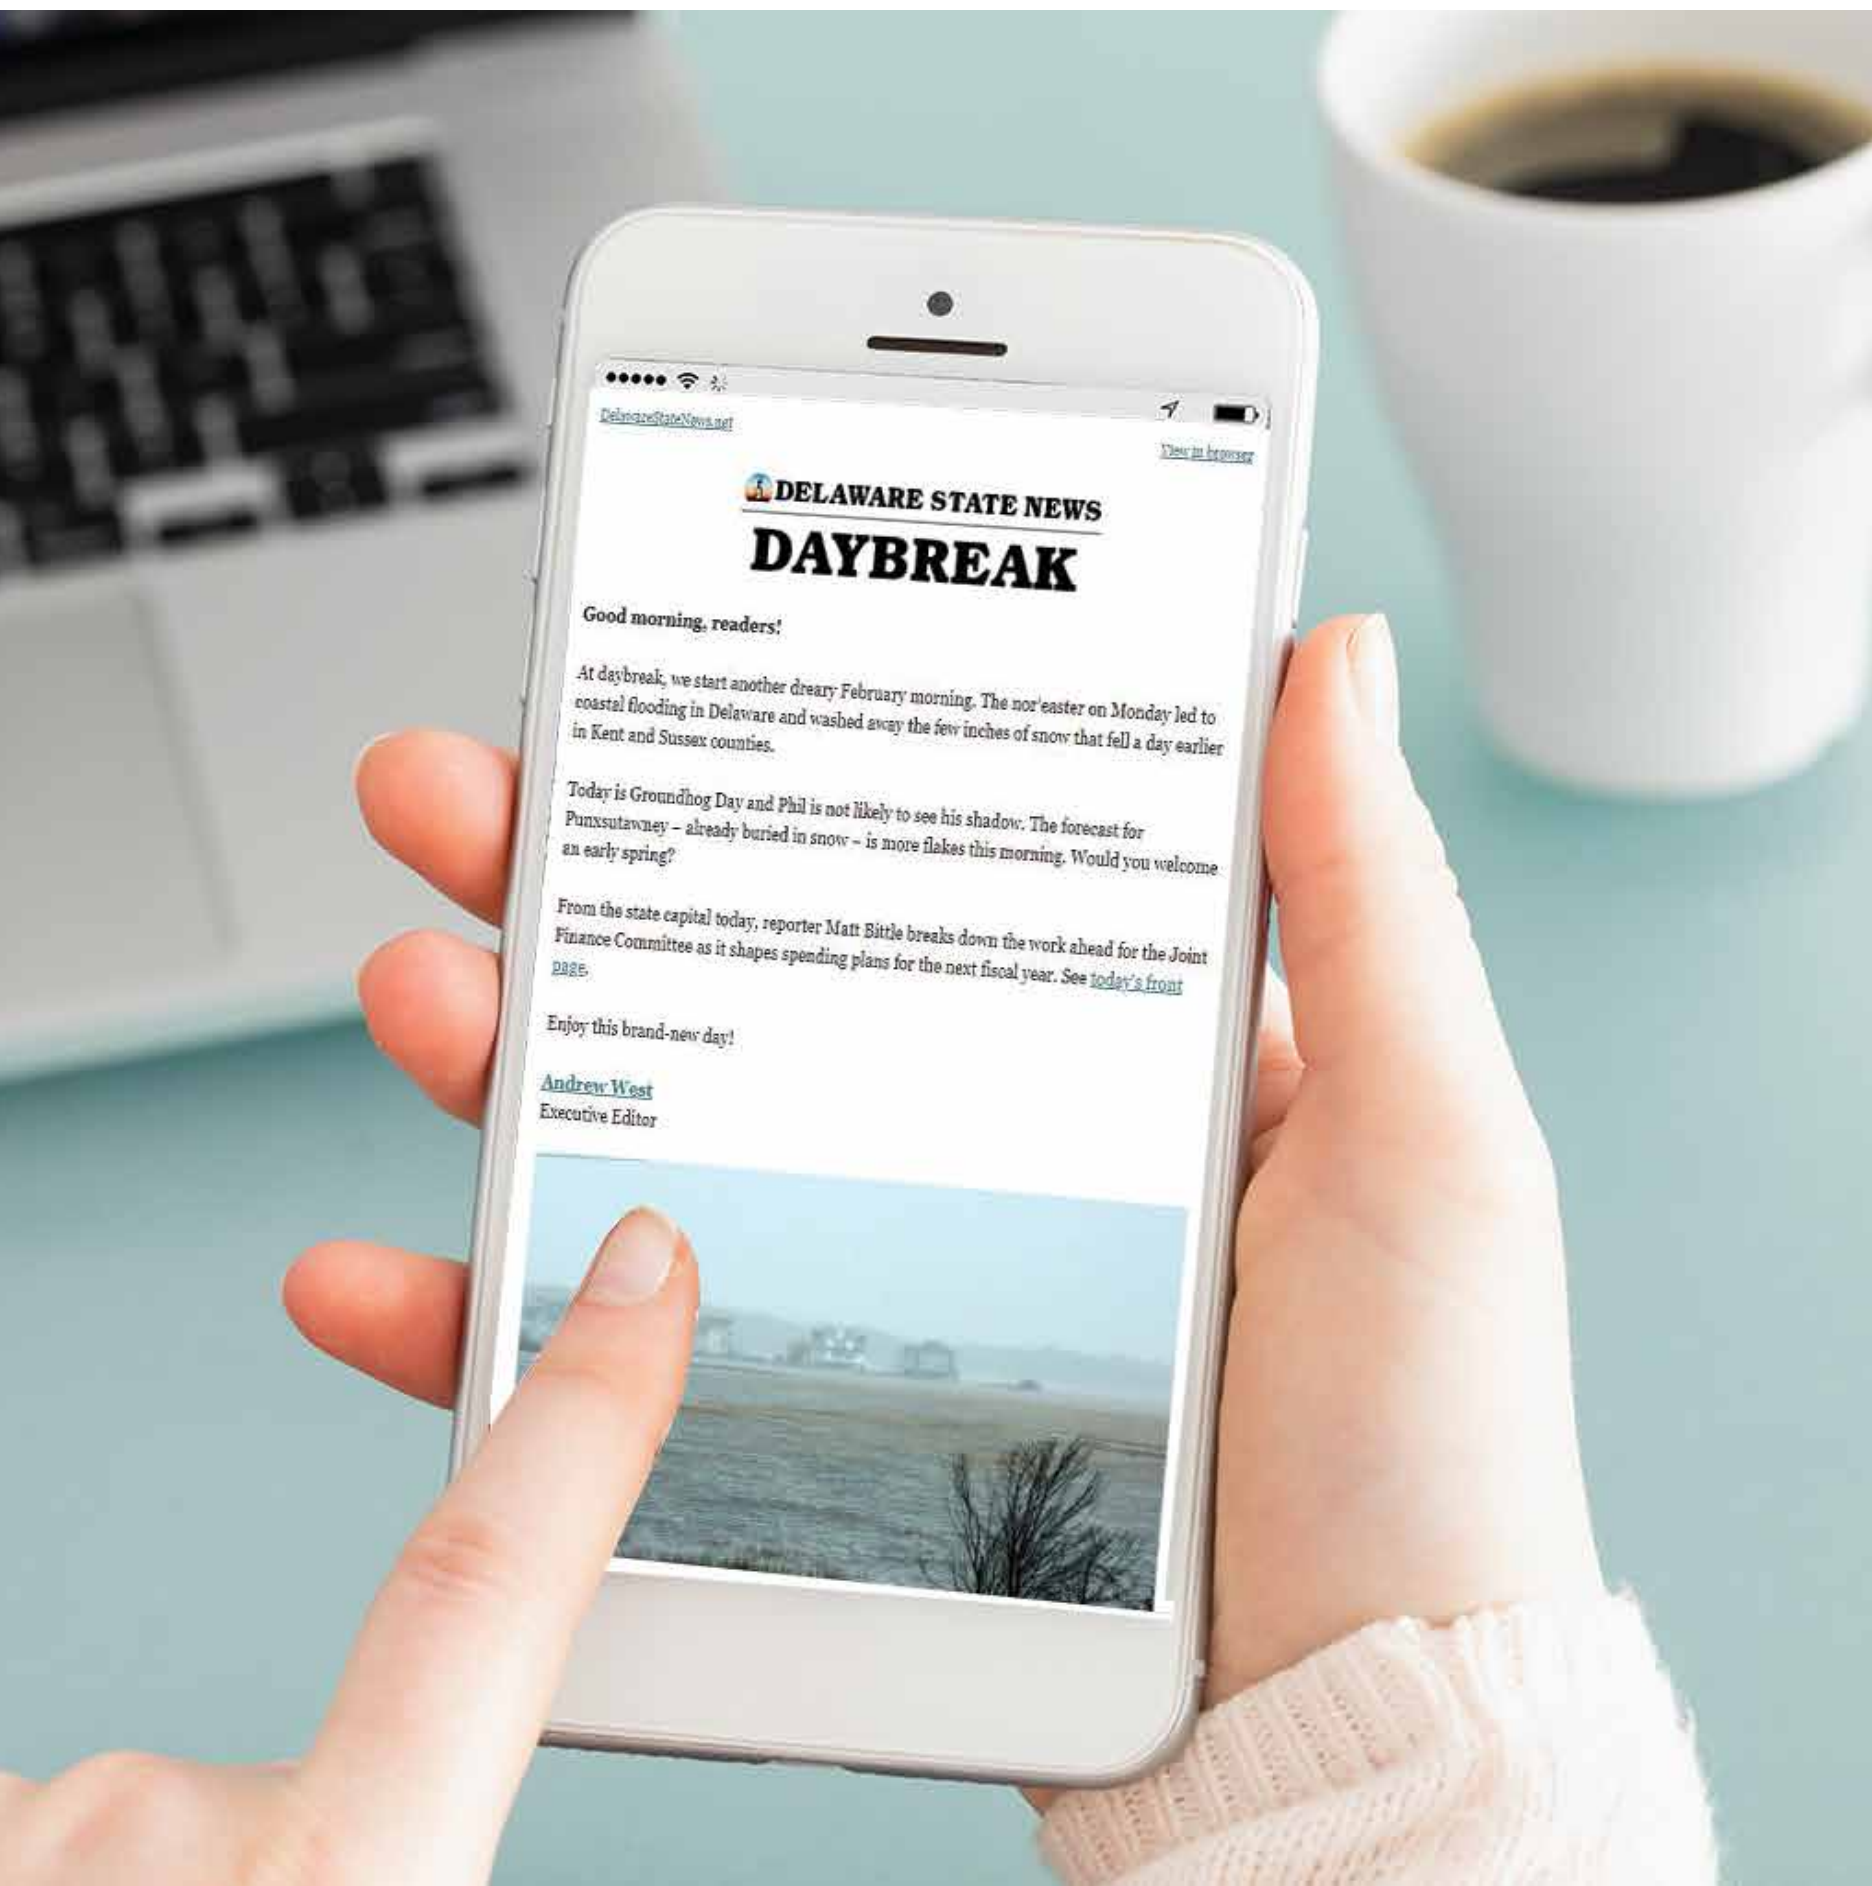 DelawareStateNews.net
View in browser
DELAWARE STATE NEWS
DAYBREAK
Good morning, readers!
At daybreak, we start another dreary February morning. The nor'easter on Monday led to
coastal flooding in Delaware and washed away the few inches of snow that fell a day earlier
in Kent and Sussex counties.
Today is Groundhog Day and Phil is not likely to see his shadow. The forecast for
Punxsutawney – already buried in snow – is more flakes this morning. Would you welcome
an early spring?
From the state capital today, reporter Matt Bittle breaks down the work ahead for the Joint
Finance Committee as it shapes spending plans for the next fiscal year. See today's front
page.
Enjoy this brand-new day!
Andrew West
Executive Editor